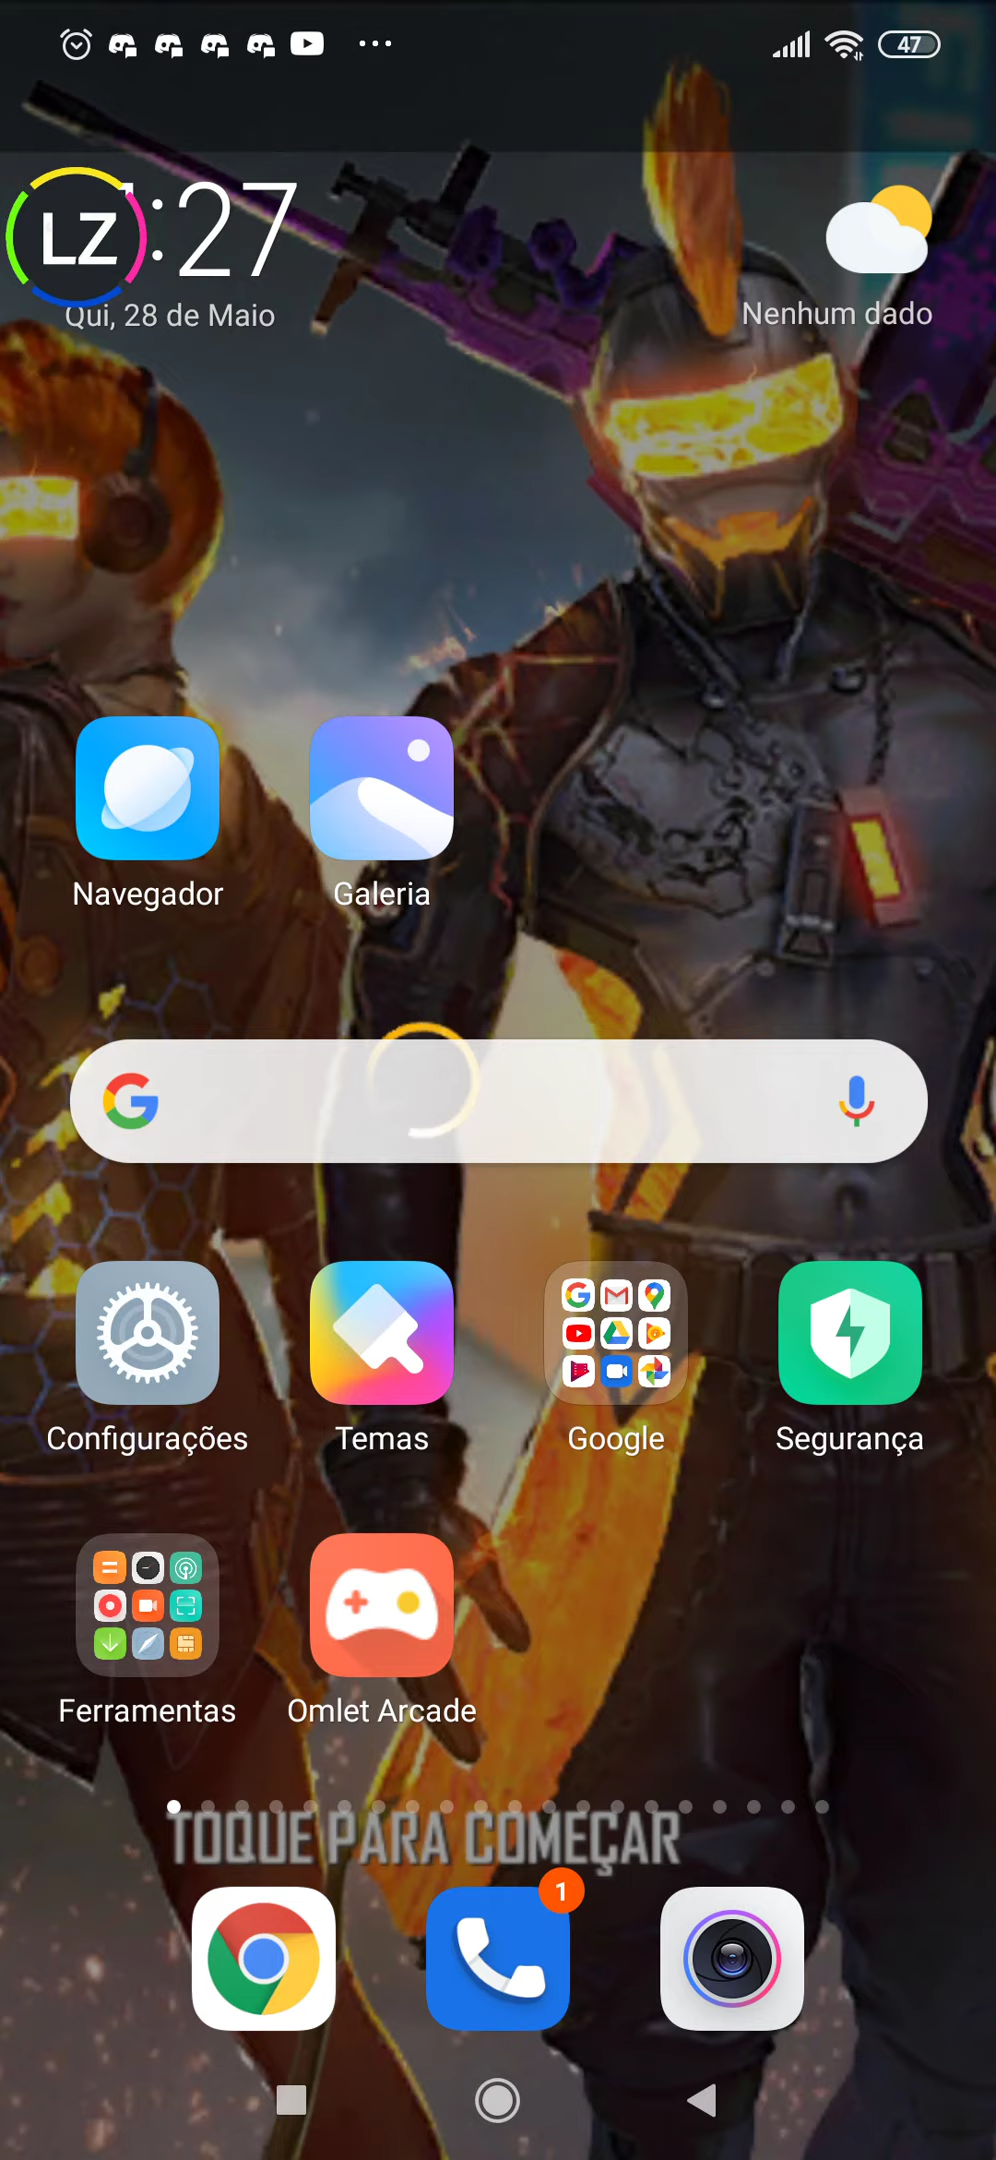 47
LZ
:27
Qui, 28 de Maio
Nenhum dado
Navegador
Galeria
Configurações
Temas
Google
Segurança
Ferramentas
Omlet Arcade
TOQUE PARA COMEÇAR
1